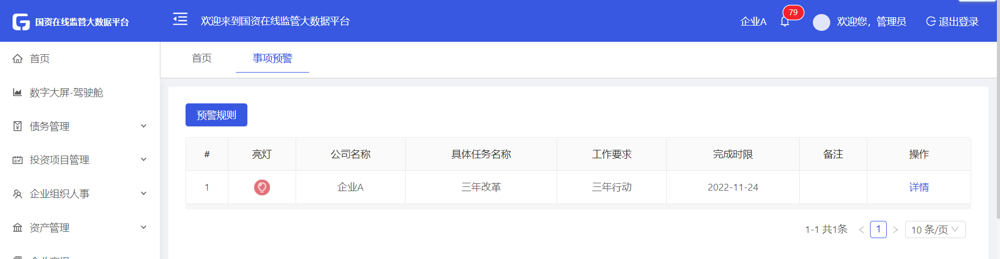 国资在线监管大数据平台
欢迎来到国资在线监管大数据平台
企业A
79
欢迎您，管理员
退出登录
首页
数字大屏-驾驶舱
债务管理
投资项目管理
企业组织人事
资产管理
首页 事项预警
预警规则
# 亮灯 公司名称 具体任务名称 工作要求 完成时限 备注 操作
1 企业A 三年改革 三年行动 2022-11-24 详情
1-1 共1条 < 1 > 10 条/页